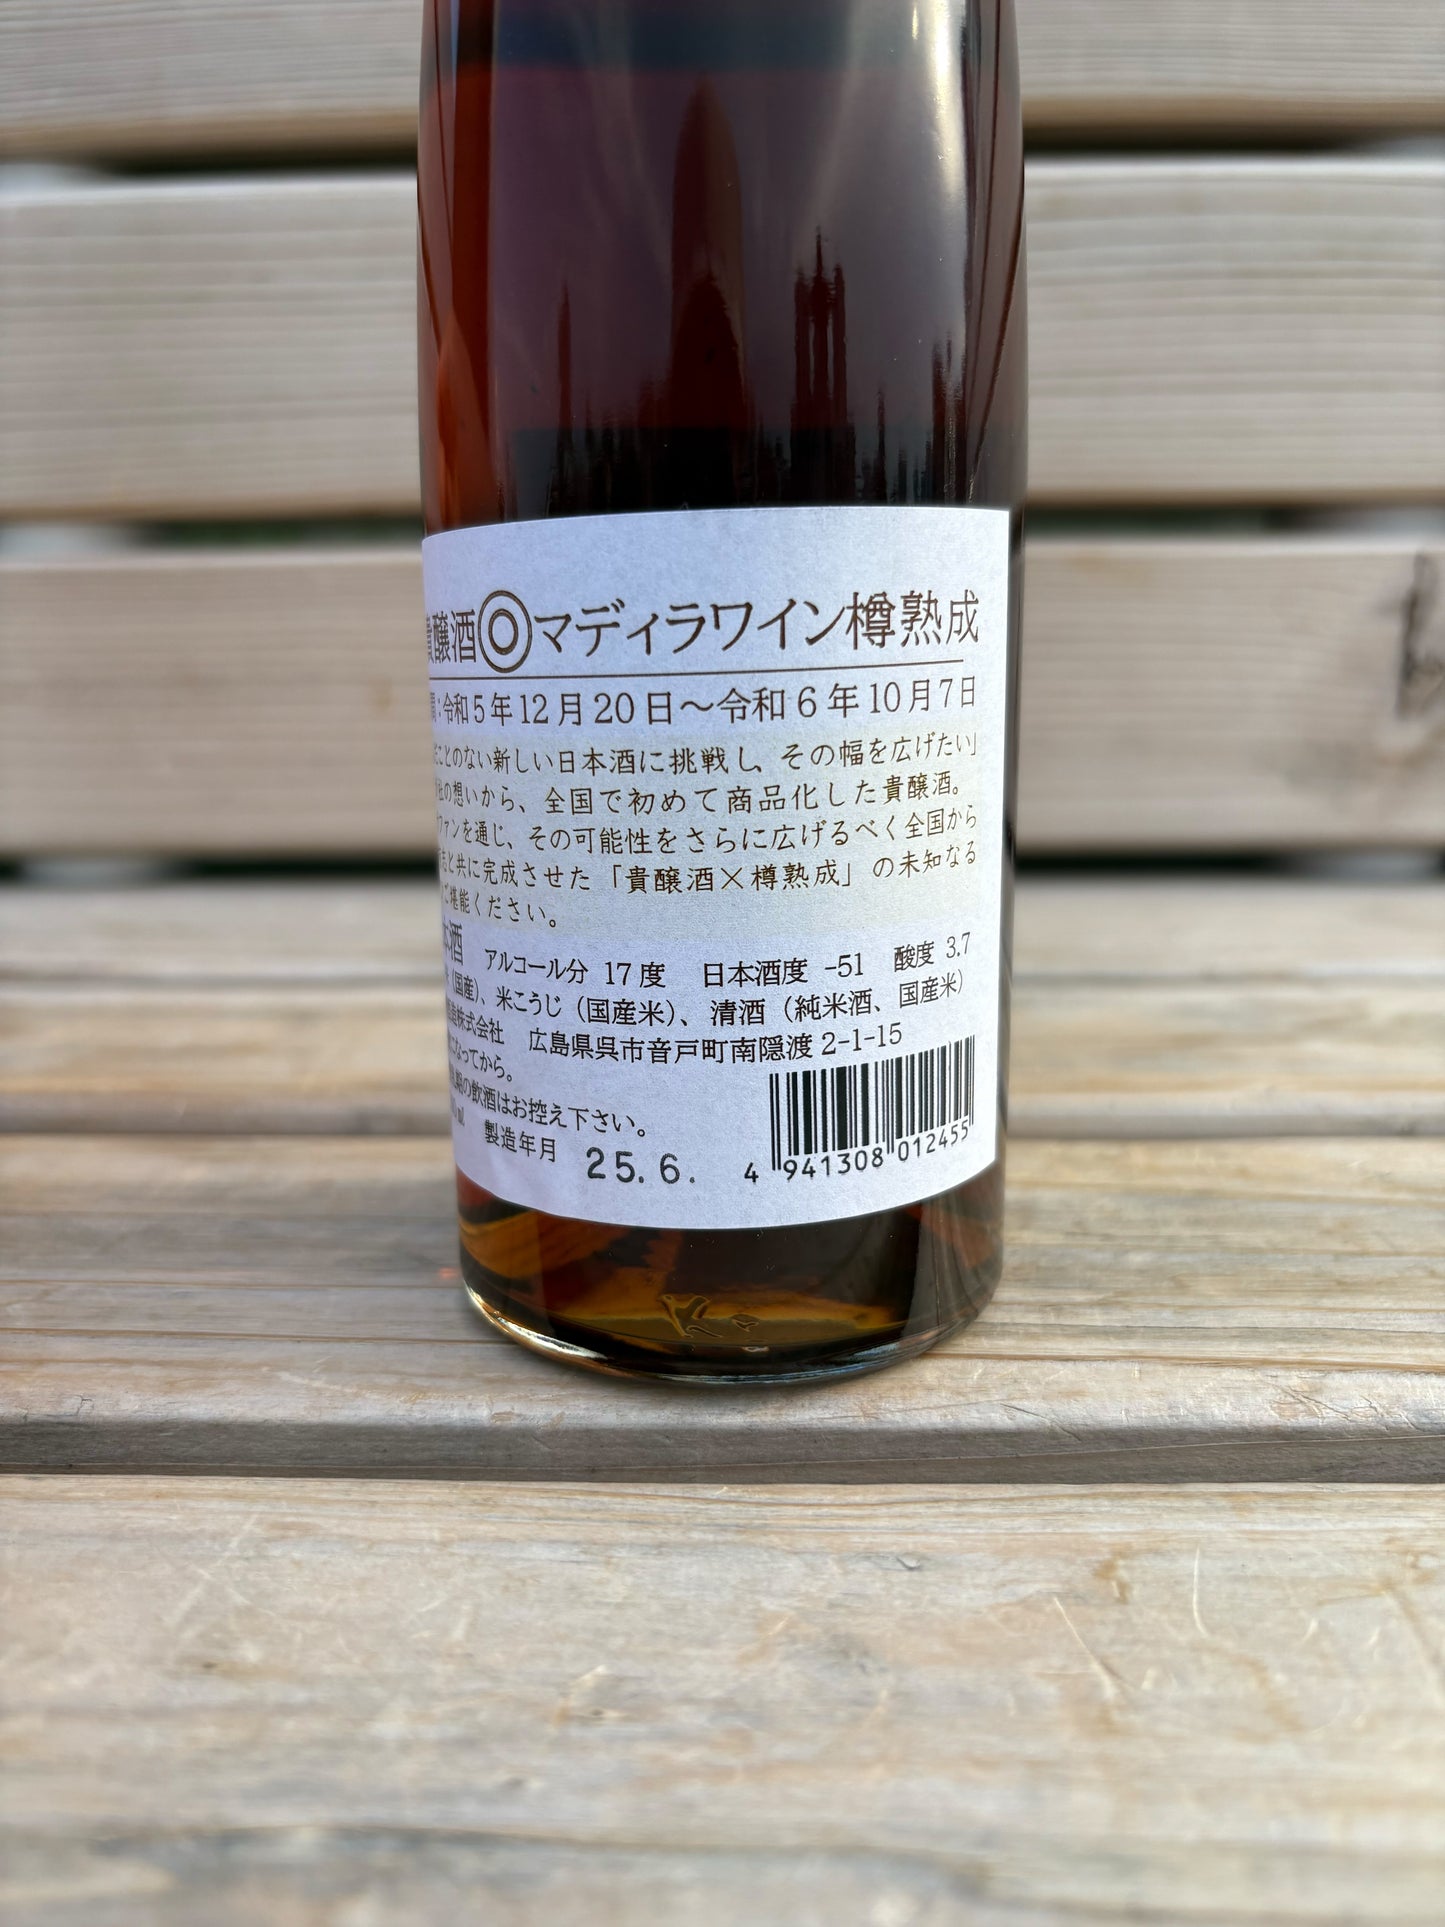 醸酒◎マディラワイン樽熟成
間:令和5年12月20日〜令和6年10月7日
ことのない新しい日本酒に挑戦し、その幅を広げたい」
の想いから、全国で初めて商品化した貴醸酒。
ファンを通じ、その可能性をさらに広げるべく全国から
と共に完成させた「貴醸酒×樽熟成」の未知なる
ご堪能ください。
本酒 アルコール分 17度 日本酒度 -51 酸度 3.7
(国産)、米こうじ(国産米)、清酒(純米酒、国産米)
造株式会社 広島県呉市音戸町南隠渡2-1-15
になってから。
期の飲酒はお控え下さい。
ml 製造年月 25.6.
4 941308 012455